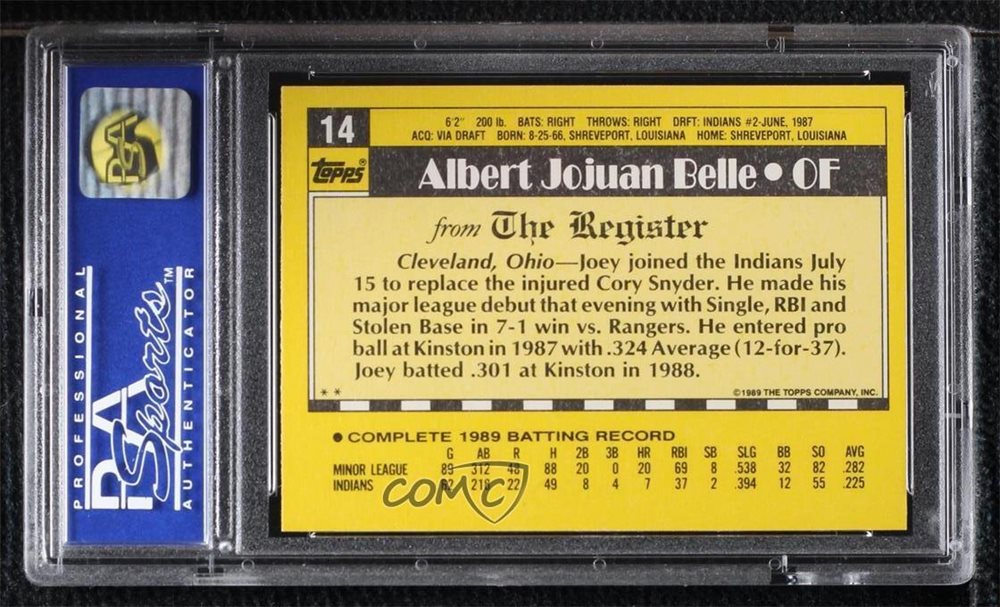 14
6'2" 200 lb. BATS: RIGHT THROWS: RIGHT DRFT: INDIANS #2-JUNE, 1987
ACQ: VIA DRAFT BORN: 8-25-66, SHREVEPORT, LOUISIANA HOME: SHREVEPORT, LOUISIANA
topps®
Albert Jojuan Belle • OF
from The Register
Cleveland, Ohio—Joey joined the Indians July
15 to replace the injured Cory Snyder. He made his
major league debut that evening with Single, RBI and
Stolen Base in 7-1 win vs. Rangers. He entered pro
ball at Kinston in 1987 with .324 Average (12-for-37).
Joey batted .301 at Kinston in 1988.
** ©1989 THE TOPPS COMPANY, INC.
• COMPLETE 1989 BATTING RECORD
G AB R H 2B 3B HR RBI SB SLG BB SO AVG
MINOR LEAGUE 89 312 48 88 20 0 20 69 8 .538 32 82 .282
INDIANS 62 218 22 49 8 4 7 37 2 .394 12 55 .225
COMC
PSA
PROFESSIONAL
PSA
Sports™
AUTHENTICATOR